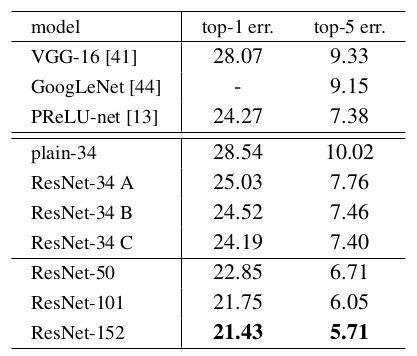 model top-1 err. top-5 err.
VGG-16 [41] 28.07 9.33
GoogLeNet [44] - 9.15
PReLU-net [13] 24.27 7.38
plain-34 28.54 10.02
ResNet-34 A 25.03 7.76
ResNet-34 B 24.52 7.46
ResNet-34 C 24.19 7.40
ResNet-50 22.85 6.71
ResNet-101 21.75 6.05
ResNet-152 21.43 5.71